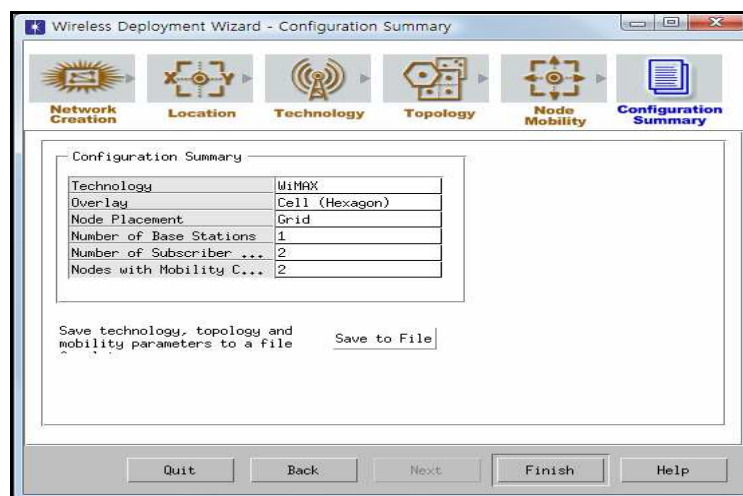 Wireless Deployment Wizard - Configuration Summary
Network Creation
Location
Technology
Topology
Node Mobility
Configuration Summary
Configuration Summary
Technology WiMAX
Overlay Cell (Hexagon)
Node Placement Grid
Number of Base Stations 1
Number of Subscriber ... 2
Nodes with Mobility C... 2
Save technology, topology and
mobility parameters to a file
Save to File
Quit
Back
Next
Finish
Help